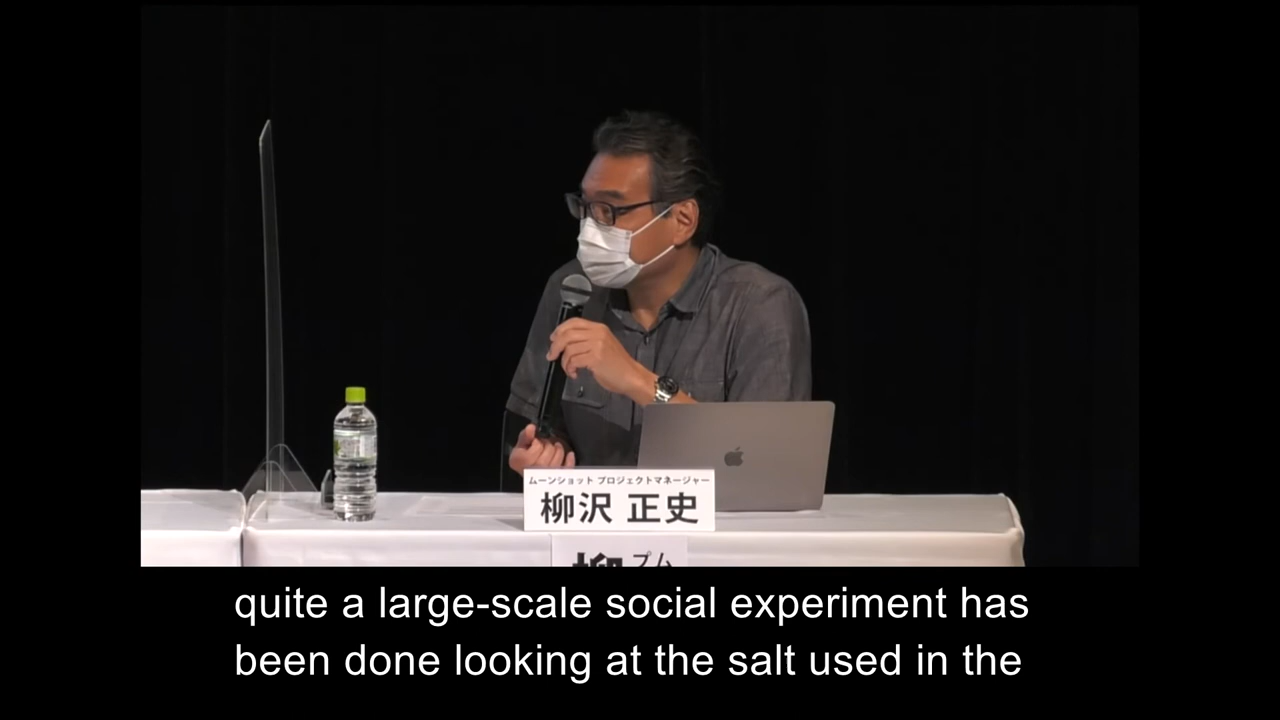 ムーンショット プロジェクトマネージャー
柳沢 正史
quite a large-scale social experiment has
been done looking at the salt used in the